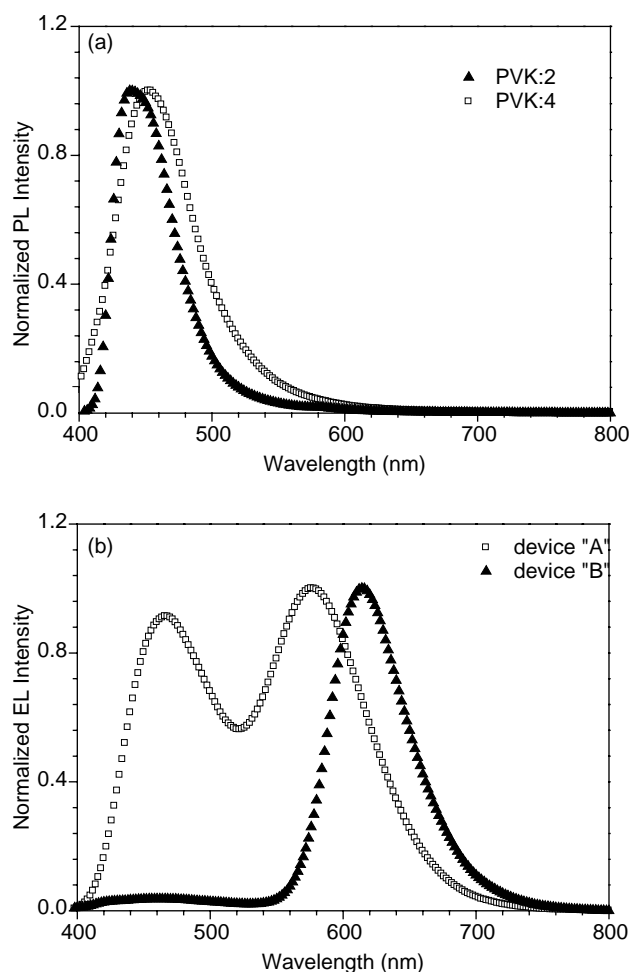 (a)
PVK:2
PVK:4
Normalized PL Intensity
1.2
0.8
0.4
0.0
400 500 600 700 800
Wavelength (nm)
(b)
device "A"
device "B"
Normalized EL Intensity
1.2
0.8
0.4
0.0
400 500 600 700 800
Wavelength (nm)